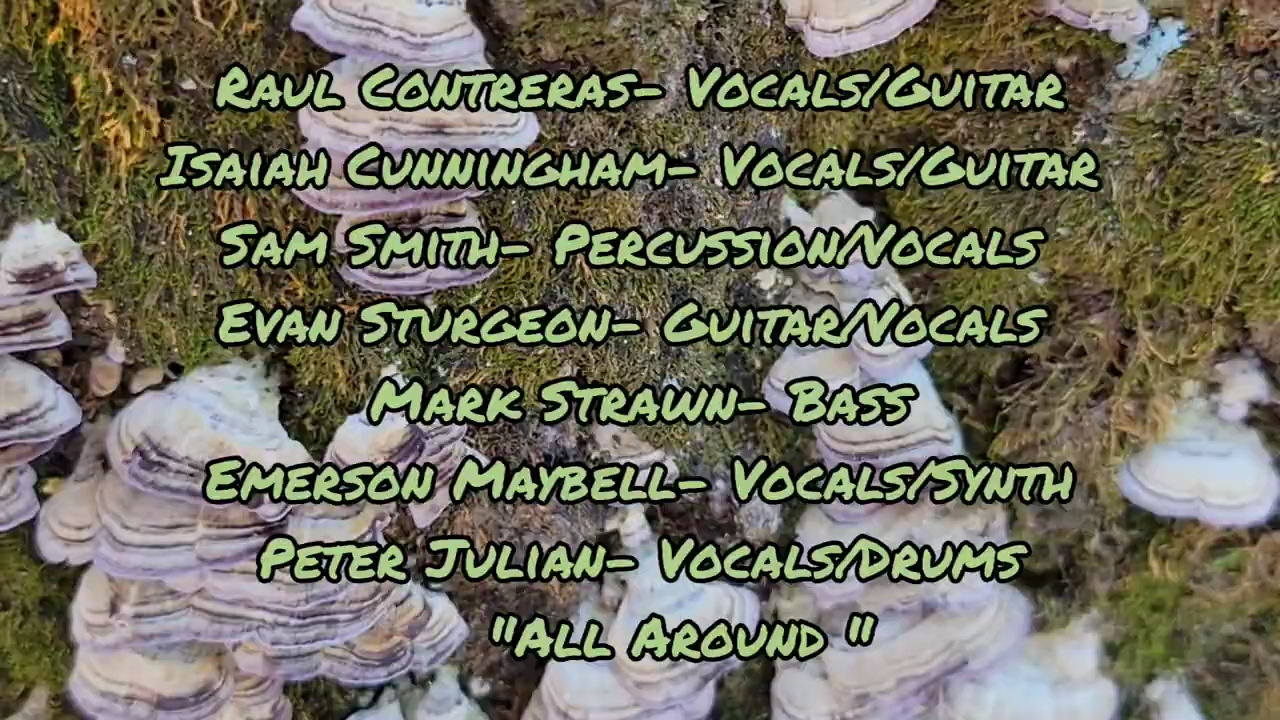 Raul Contreras- Vocals/Guitar
Isaiah Cunningham- Vocals/Guitar
Sam Smith- Percussion/Vocals
Evan Sturgeon- Guitar/Vocals
Mark Strawn- Bass
Emerson Maybell- Vocals/Synth
Peter Julian- Vocals/Drums
"All Around "